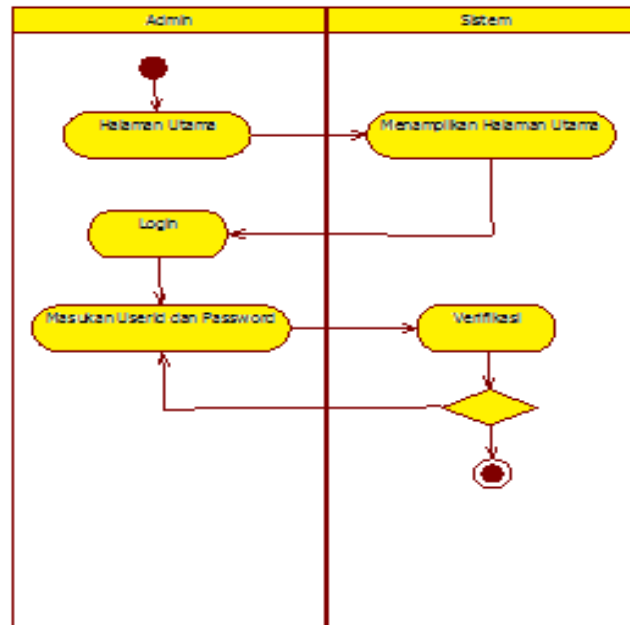 Admin
Sistem
Halaman Utama
Menampilkan Halaman Utama
Login
Masukan UserId dan Password
Verifikasi